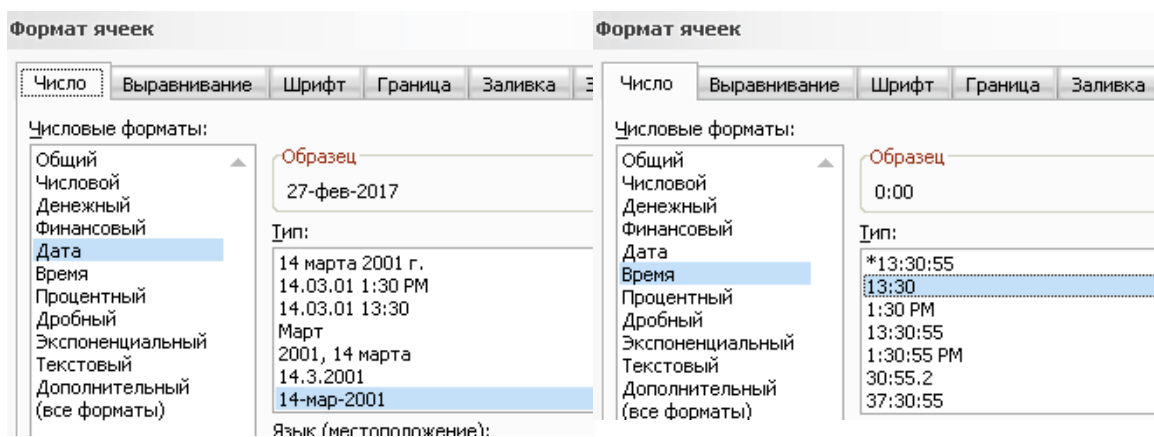 Формат ячеек
Число Выравнивание Шрифт Граница Заливка
Числовые форматы:
Общий
Числовой
Денежный
Финансовый
Дата
Время
Процентный
Дробный
Экспоненциальный
Текстовый
Дополнительный
(все форматы)
Образец
27-фев-2017
Тип:
14 марта 2001 г.
14.03.01 1:30 PM
14.03.01 13:30
Март
2001, 14 марта
14.3.2001
14-мар-2001
Язык (местоположение):
Формат ячеек
Число Выравнивание Шрифт Граница Заливка
Числовые форматы:
Общий
Числовой
Денежный
Финансовый
Дата
Время
Процентный
Дробный
Экспоненциальный
Текстовый
Дополнительный
(все форматы)
Образец
0:00
Тип:
*13:30:55
13:30
1:30 PM
13:30:55
1:30:55 PM
30:55.2
37:30:55